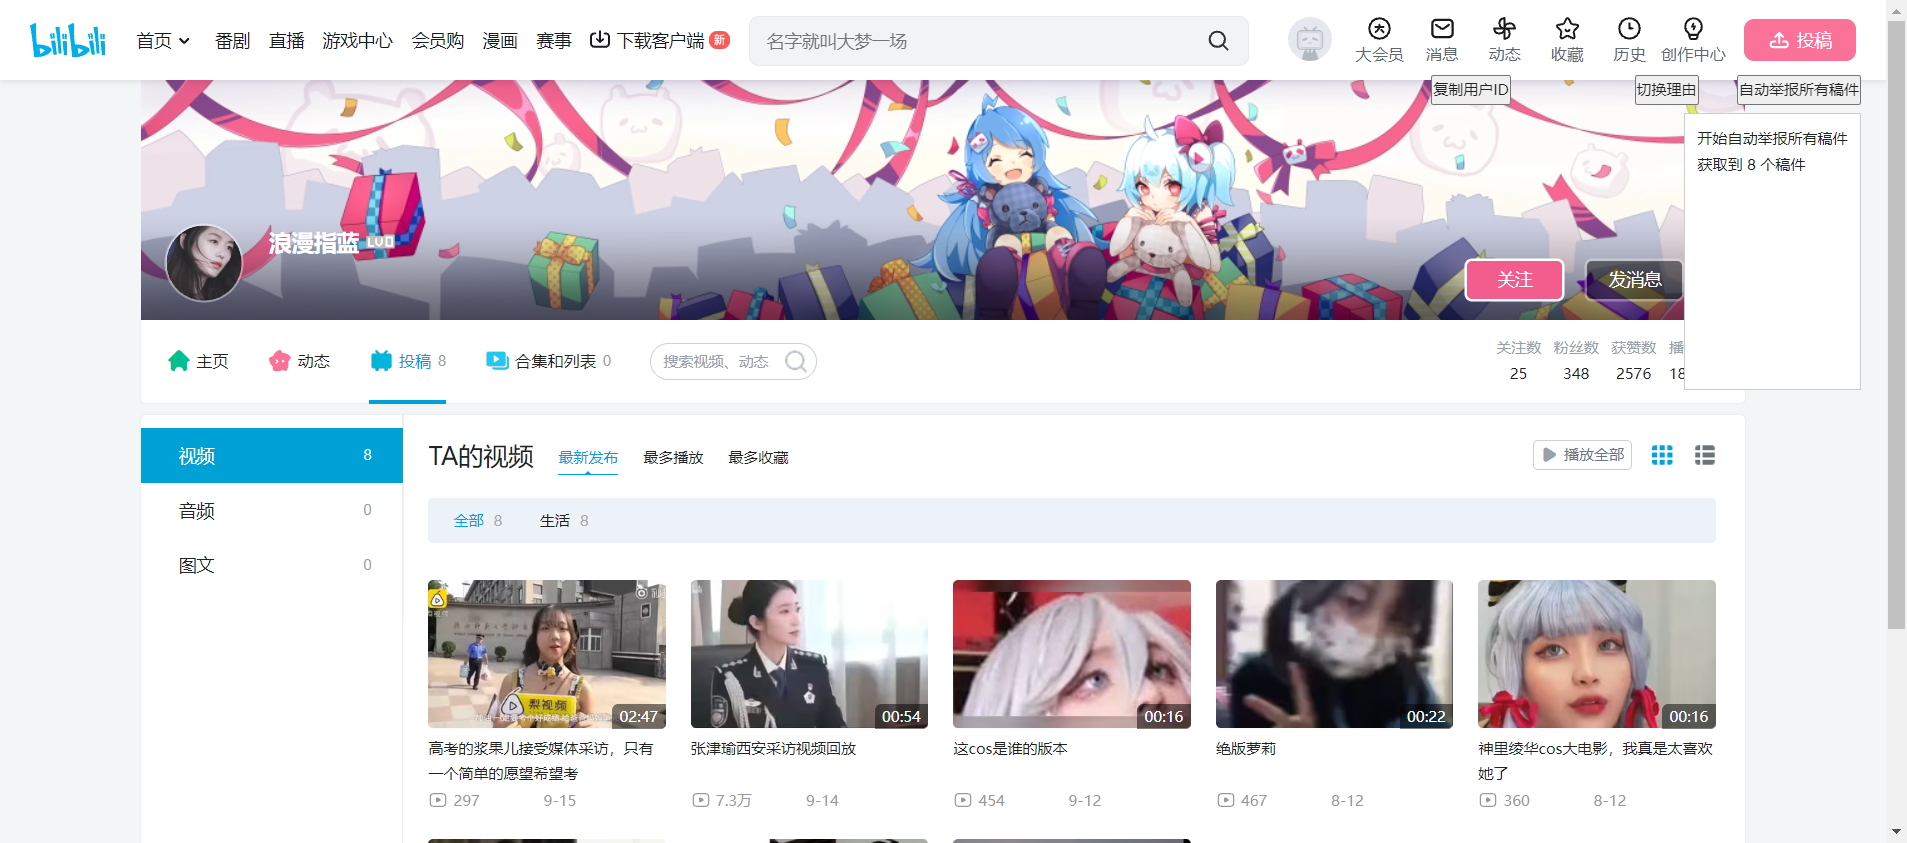 bilibili
首页
番剧
直播
游戏中心
会员购
漫画
赛事
下载客户端
新
名字就叫大梦一场
大会员
消息
动态
收藏
历史
创作中心
投稿
复制用户ID
切换理由
自动举报所有稿件
开始自动举报所有稿件
获取到 8 个稿件
浪漫指蓝 LV0
关注
发消息
主页
动态
投稿 8
合集和列表 0
搜索视频、动态
关注数 粉丝数 获赞数 播
25 348 2576 18
视频 8
音频 0
图文 0
TA的视频
最新发布
最多播放
最多收藏
播放全部
全部 8
生活 8
梨视频
02:47
00:54
00:16
00:22
00:16
高考的浆果儿接受媒体采访，只有
一个简单的愿望希望考
297 9-15
张津瑜西安采访视频回放
7.3万 9-14
这cos是谁的版本
454 9-12
绝版萝莉
467 8-12
神里绫华cos大电影，我真是太喜欢
她了
360 8-12